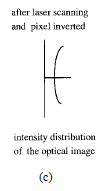 after laser scanning
and pixel inverted
intensity distribution
of the optical image
(c)